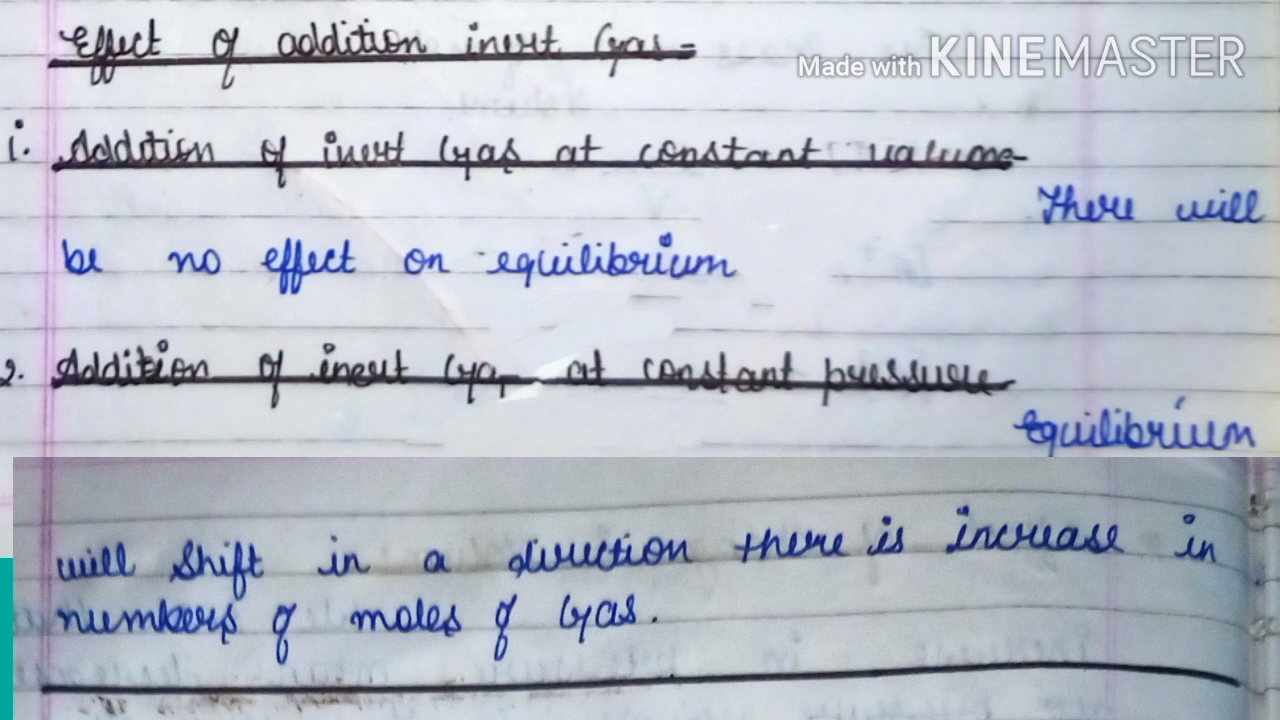 Effect of addition inert Gas =
Made with KINEMASTER
i. Addition of inert Gas at constant volume-
There will
be no effect on equilibrium
2. Addition of inert Gas at constant pressure
Equilibrium
will shift in a direction there is increase in
numbers of moles of Gas.